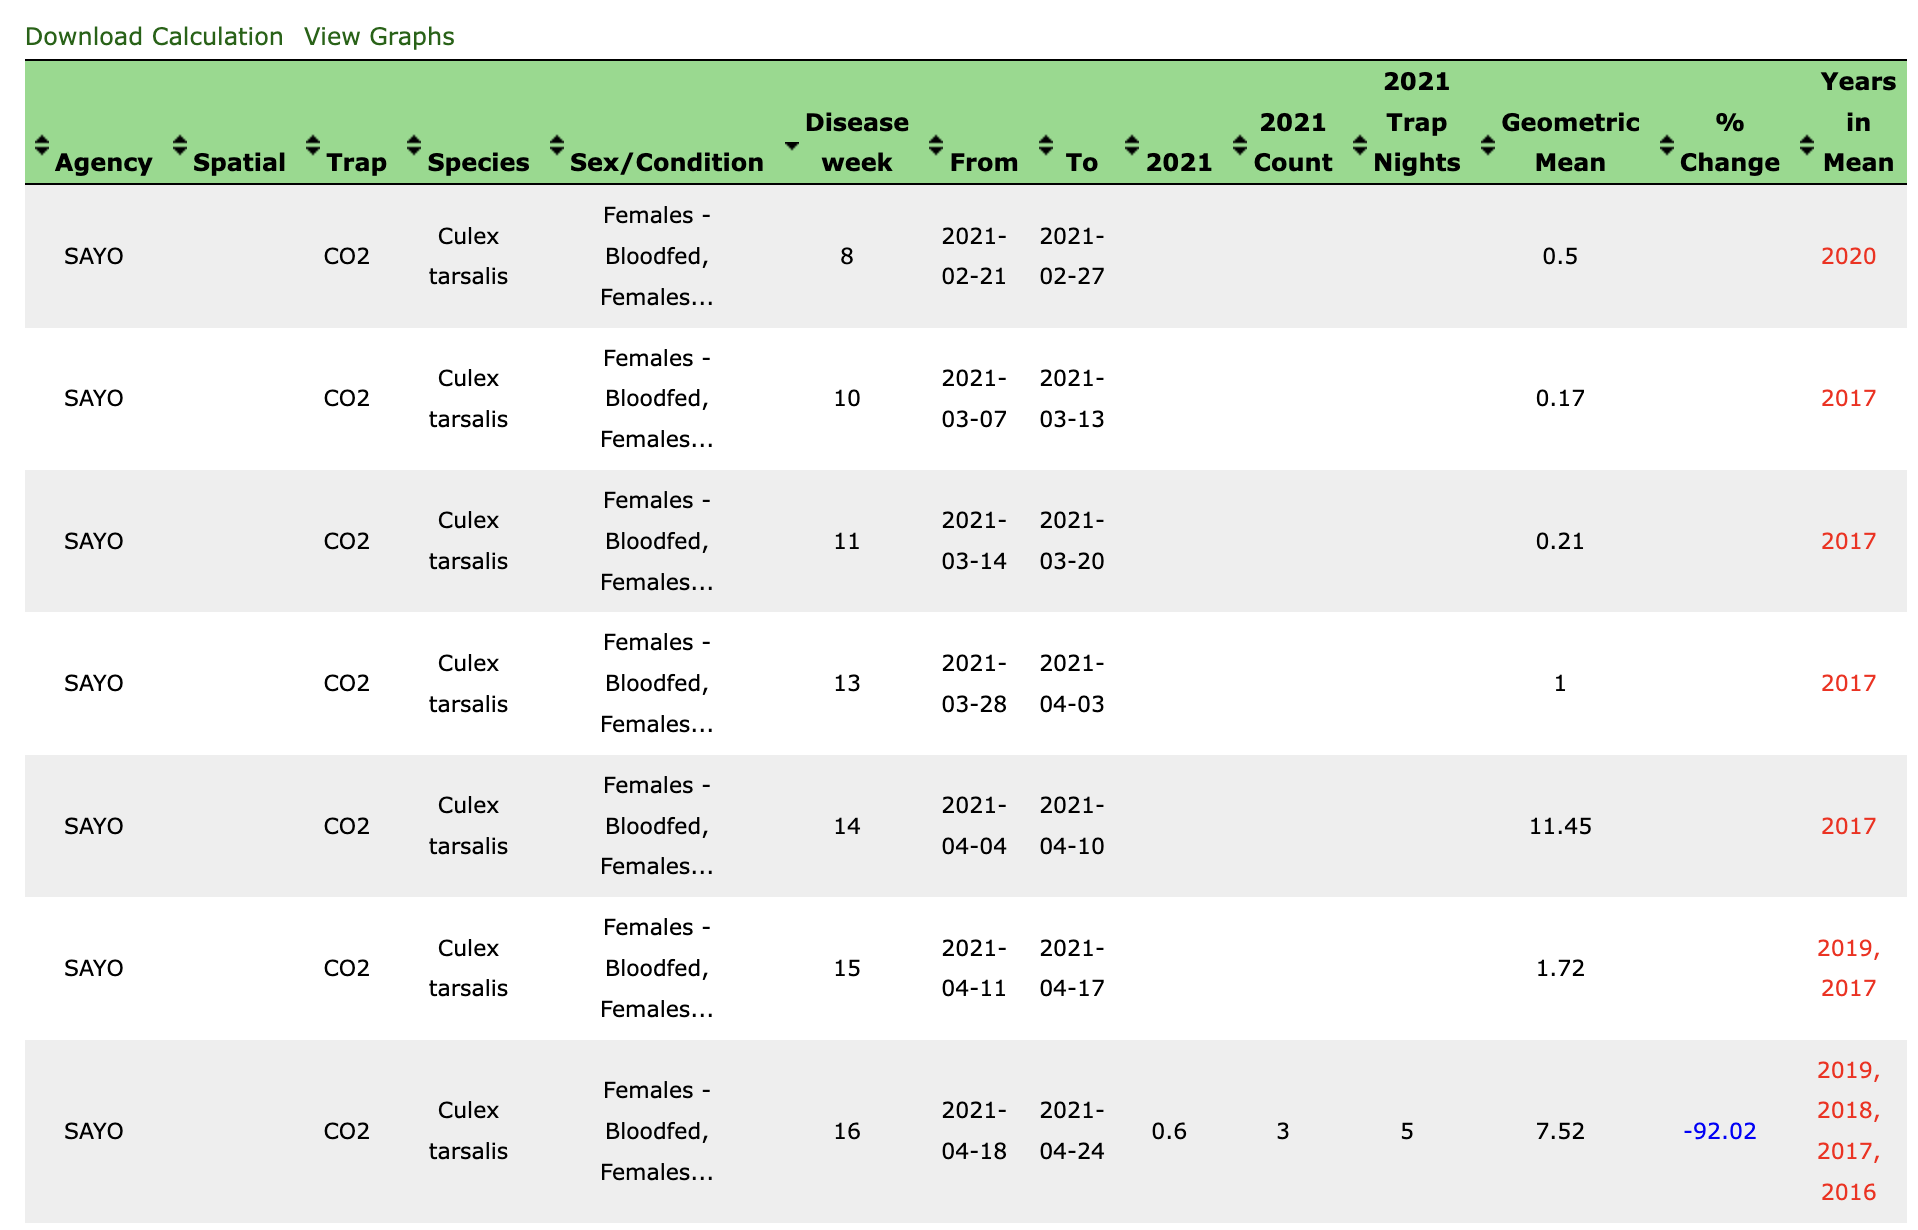 Download Calculation View Graphs
Agency Spatial Trap Species Sex/Condition Disease week From To 2021 2021 Count 2021 Trap Nights Geometric Mean % Change Years in Mean
SAYO CO2 Culex tarsalis Females - Bloodfed, Females... 8 2021-02-21 2021-02-27 0.5 2020
SAYO CO2 Culex tarsalis Females - Bloodfed, Females... 10 2021-03-07 2021-03-13 0.17 2017
SAYO CO2 Culex tarsalis Females - Bloodfed, Females... 11 2021-03-14 2021-03-20 0.21 2017
SAYO CO2 Culex tarsalis Females - Bloodfed, Females... 13 2021-03-28 2021-04-03 1 2017
SAYO CO2 Culex tarsalis Females - Bloodfed, Females... 14 2021-04-04 2021-04-10 11.45 2017
SAYO CO2 Culex tarsalis Females - Bloodfed, Females... 15 2021-04-11 2021-04-17 1.72 2019, 2017
SAYO CO2 Culex tarsalis Females - Bloodfed, Females... 16 2021-04-18 2021-04-24 0.6 3 5 7.52 -92.02 2019, 2018, 2017, 2016